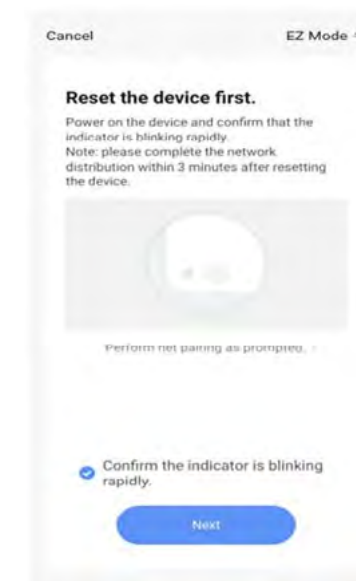 Cancel EZ Mode
Reset the device first.
Power on the device and confirm that the
indicator is blinking rapidly.
Note: please complete the network
distribution within 3 minutes after resetting
the device.
Perform net pairing as prompted.
Confirm the indicator is blinking
rapidly.
Next